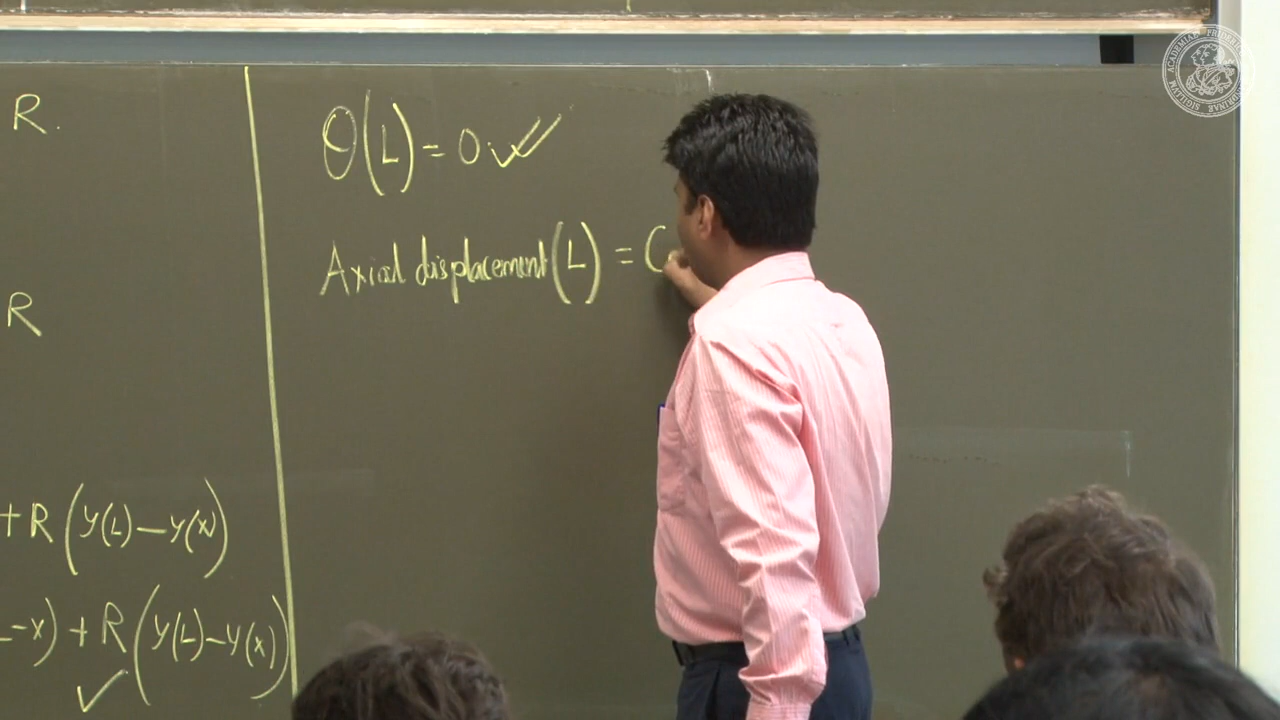 R.
R
+ R (y(L) – y(x))
– x) + R (y(L) – y(x))
✓
θ(L) = 0 ✓✓
Axial displacement (L) =